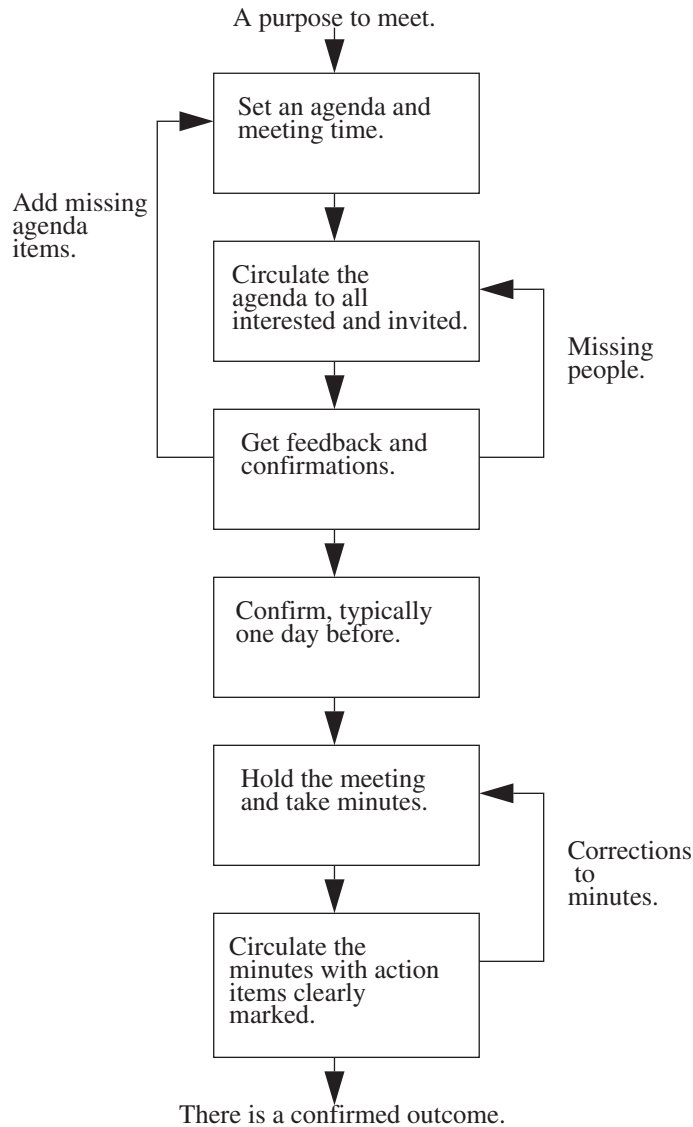 A purpose to meet.
Set an agenda and
meeting time.
Add missing
agenda
items.
Circulate the
agenda to all
interested and invited.
Missing
people.
Get feedback and
confirmations.
Confirm, typically
one day before.
Hold the meeting
and take minutes.
Corrections
to
minutes.
Circulate the
minutes with action
items clearly
marked.
There is a confirmed outcome.